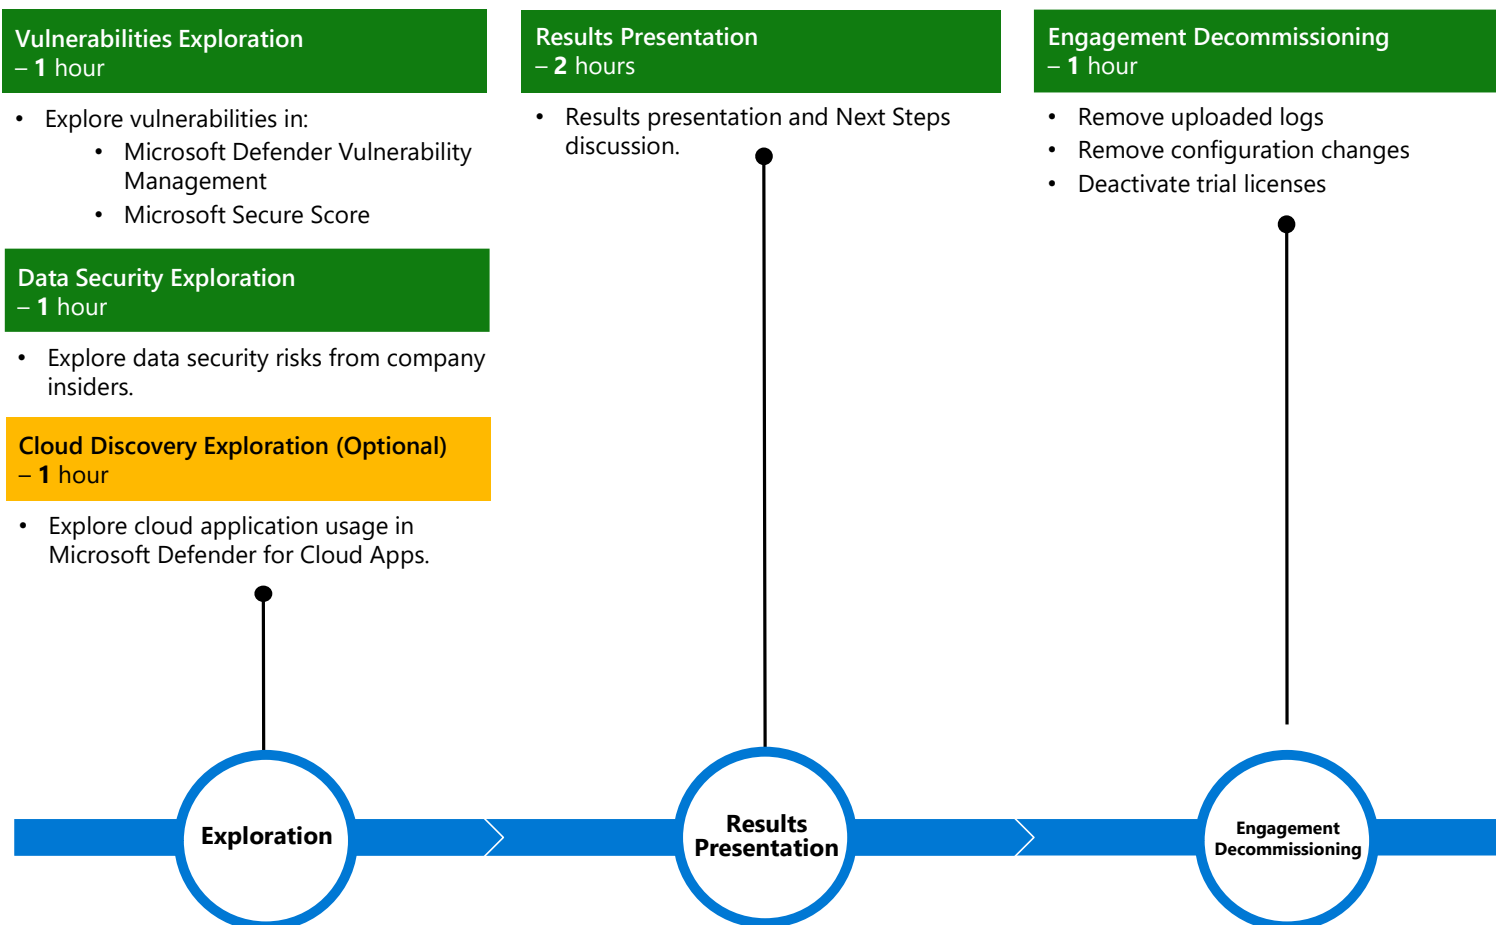 Vulnerabilities Exploration
– 1 hour
• Explore vulnerabilities in:
• Microsoft Defender Vulnerability
Management
• Microsoft Secure Score
Data Security Exploration
– 1 hour
• Explore data security risks from company
insiders.
Cloud Discovery Exploration (Optional)
– 1 hour
• Explore cloud application usage in
Microsoft Defender for Cloud Apps.
Results Presentation
– 2 hours
• Results presentation and Next Steps
discussion.
Engagement Decommissioning
– 1 hour
• Remove uploaded logs
• Remove configuration changes
• Deactivate trial licenses
Exploration
Results
Presentation
Engagement
Decommissioning